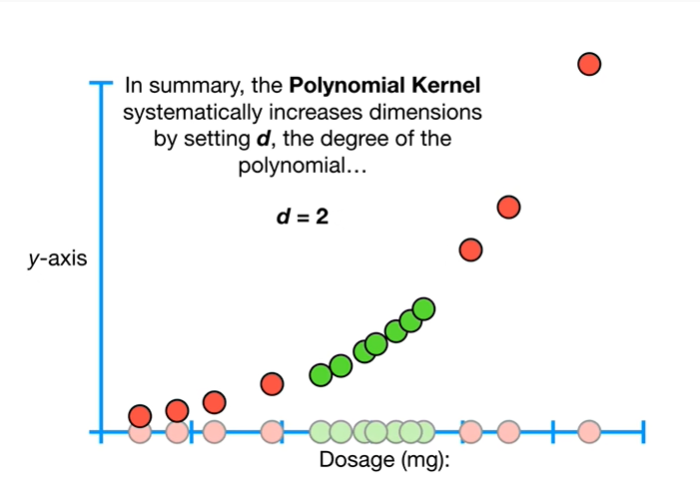 In summary, the Polynomial Kernel
systematically increases dimensions
by setting d, the degree of the
polynomial...
d = 2
y-axis
Dosage (mg):